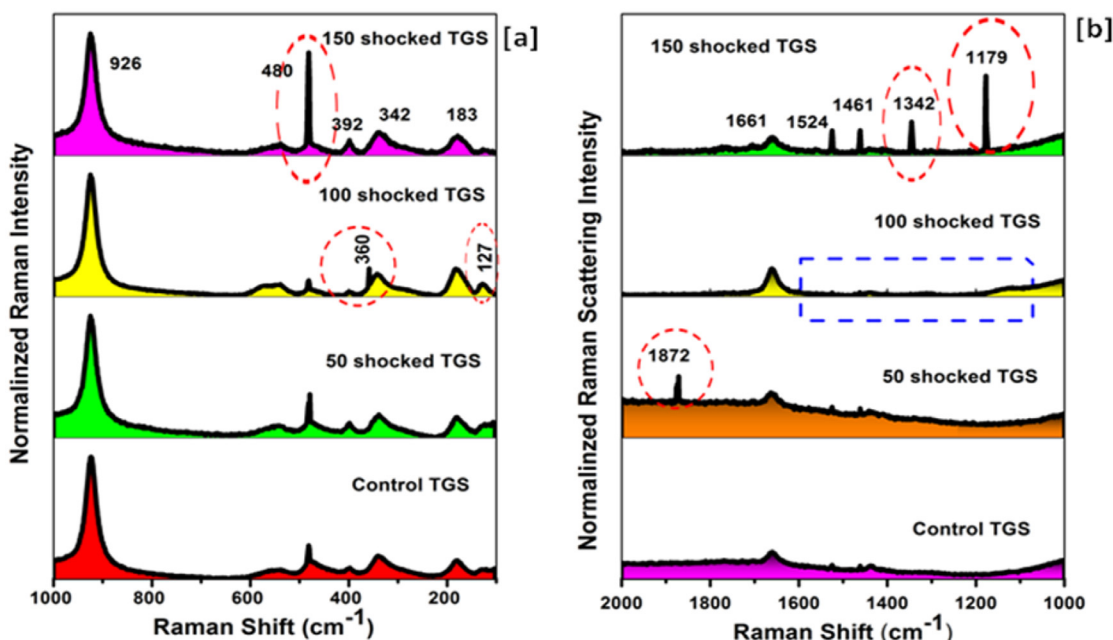 [a]
150 shocked TGS
926
480
392
342
183
100 shocked TGS
360
127
50 shocked TGS
Control TGS
Normalinzed Raman Intensity
1000 800 600 400 200
Raman Shift (cm-1)
[b]
150 shocked TGS
1179
1661
1524
1461
1342
100 shocked TGS
1872
50 shocked TGS
Control TGS
Normalinzed Raman Scattering Intensity
2000 1800 1600 1400 1200 1000
Raman Shift (cm-1)